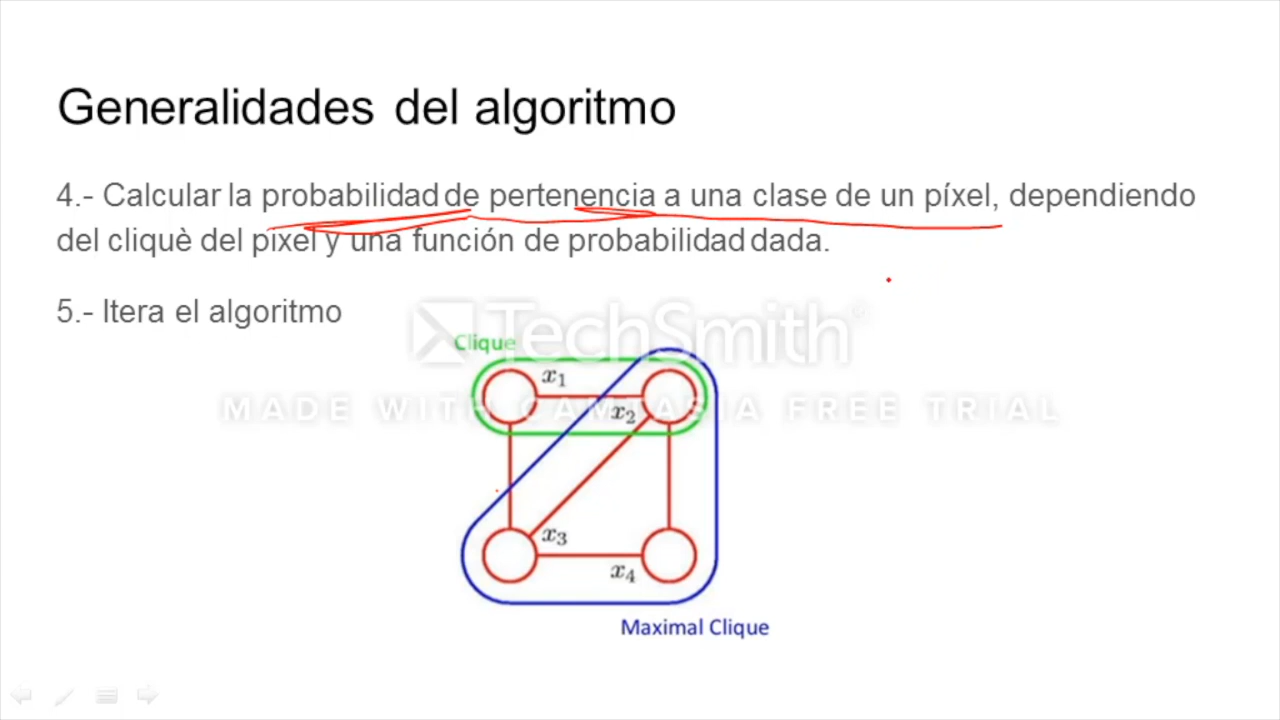 Generalidades del algoritmo
4.- Calcular la probabilidad de pertenencia a una clase de un píxel, dependiendo
del cliquè del pixel y una función de probabilidad dada.
5.- Itera el algoritmo
TechSmith
Clique
MADE WITH CAMTASIA FREE TRIAL
x1
x2
x3
x4
Maximal Clique